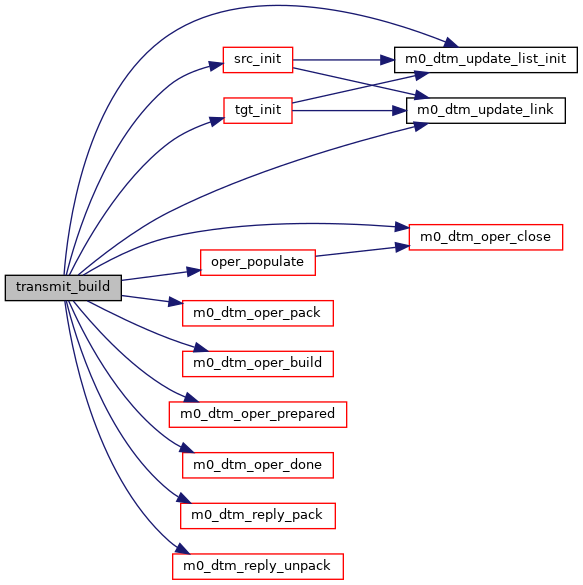 src_init
m0_dtm_update_list_init
tgt_init
m0_dtm_update_link
m0_dtm_oper_close
oper_populate
transmit_build
m0_dtm_oper_pack
m0_dtm_oper_build
m0_dtm_oper_prepared
m0_dtm_oper_done
m0_dtm_reply_pack
m0_dtm_reply_unpack